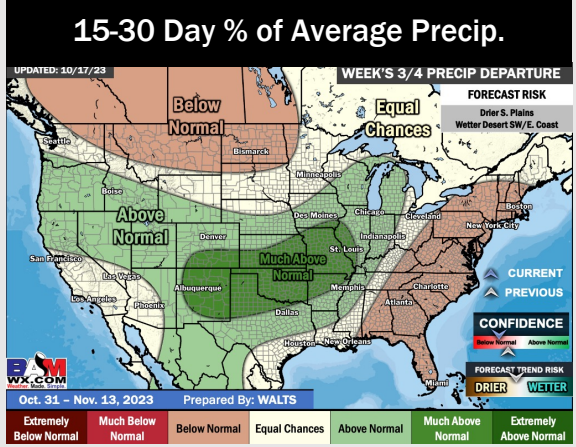 15-30 Day % of Average Precip.
UPDATED: 10/17/23
WEEK'S 3/4 PRECIP DEPARTURE
FORECAST RISK
Drier S. Plains
Wetter Desert SW/E. Coast
Below
Normal
Equal
Chances
Seattle
Bismarck
Minneapolis
Boise
Boston
Above
Normal
Des Moines
Chicago
Cleveland
New York City
Denver
Indianapolis
St. Louis
San Francisco
Much Above
Normal
Las Vegas
Albuquerque
Memphis
Charlotte
Los Angeles
Phoenix
Atlanta
Dallas
Houston
New Orleans
Miami
CURRENT
PREVIOUS
CONFIDENCE
Below Normal
Above Normal
FORECAST TREND RISK
DRIER
WETTER
BAM
WX.COM
Weather. Made. Simple.
Oct. 31 – Nov. 13, 2023
Prepared By: WALTS
Extremely
Below Normal
Much Below
Normal
Below Normal
Equal Chances
Above Normal
Much Above
Normal
Extremely
Above Normal